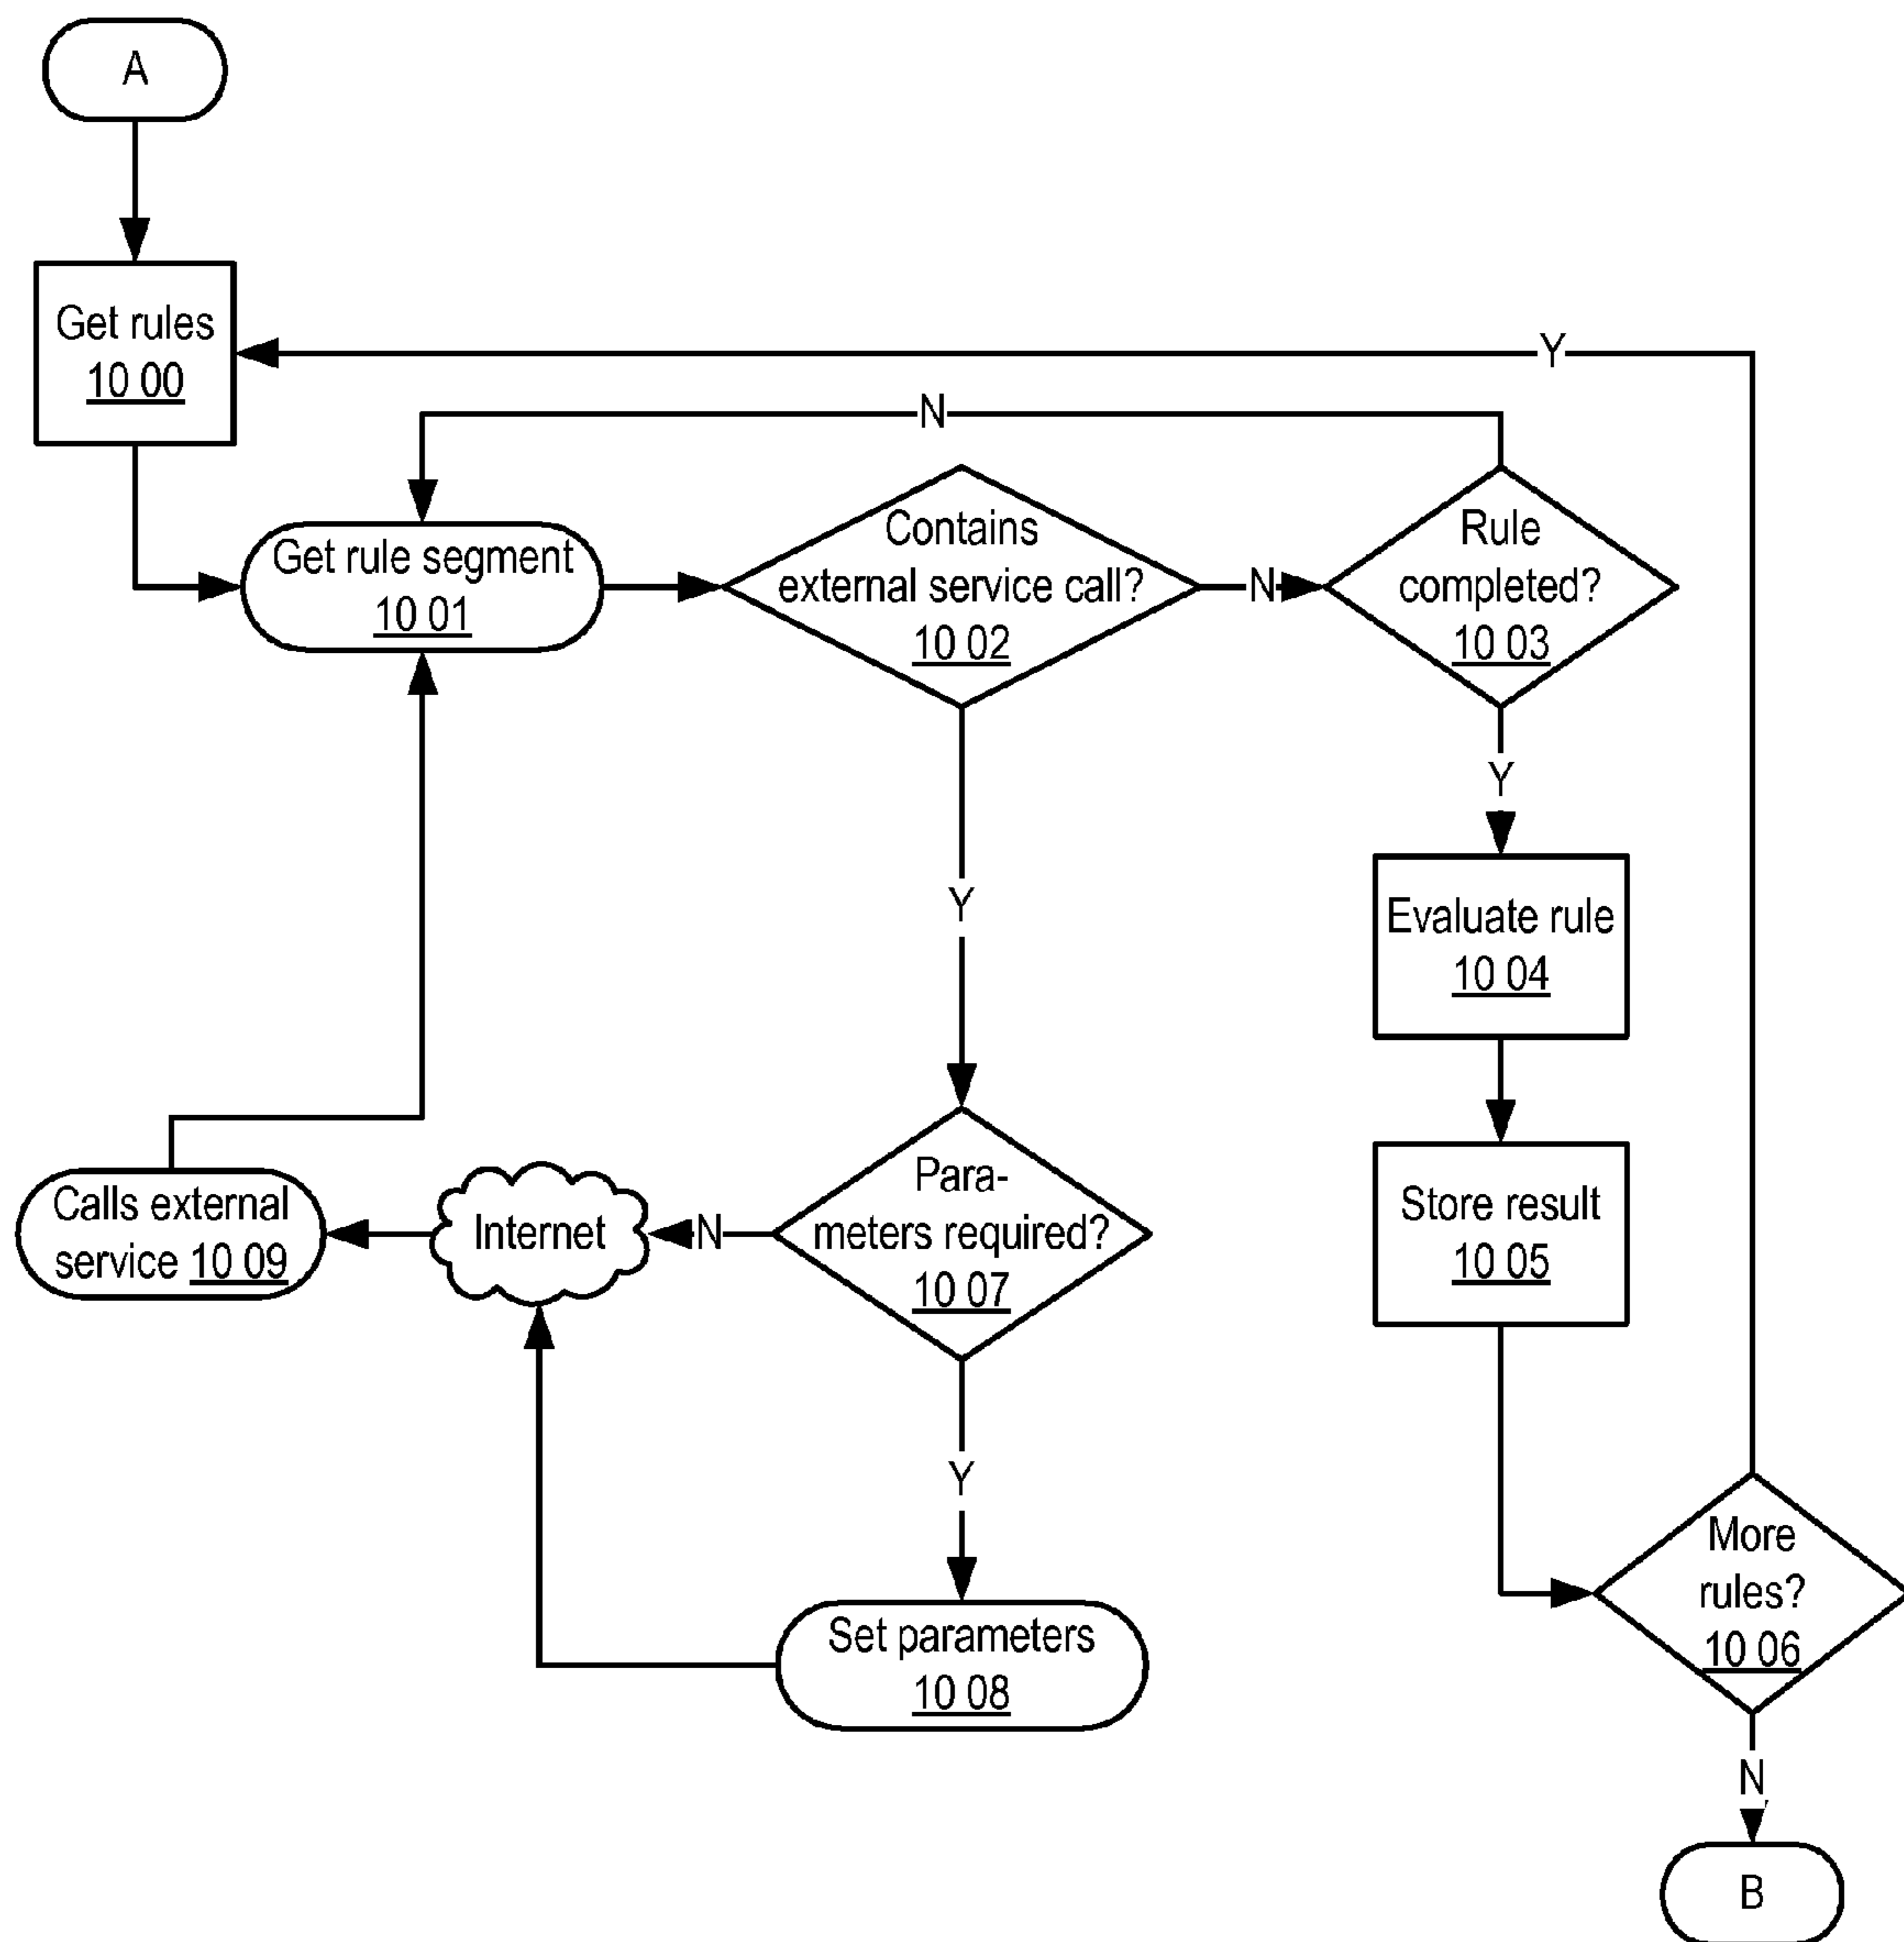 A
Get rules
10 00
Y
N
Get rule segment
10 01
Contains
external service call?
10 02
N
Rule
completed?
10 03
Y
Y
Evaluate rule
10 04
Calls external
service 10 09
Internet
N
Para-
meters required?
10 07
Store result
10 05
Y
More
rules?
10 06
Set parameters
10 08
N
B